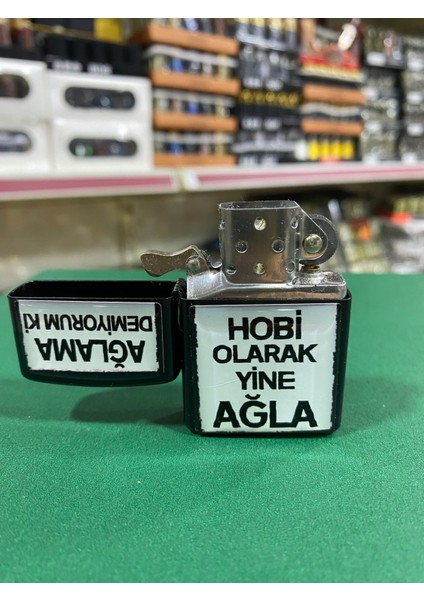 AĞLAMA
DEMİYORUM Kİ
HOBİ
OLARAK
YİNE
AĞLA